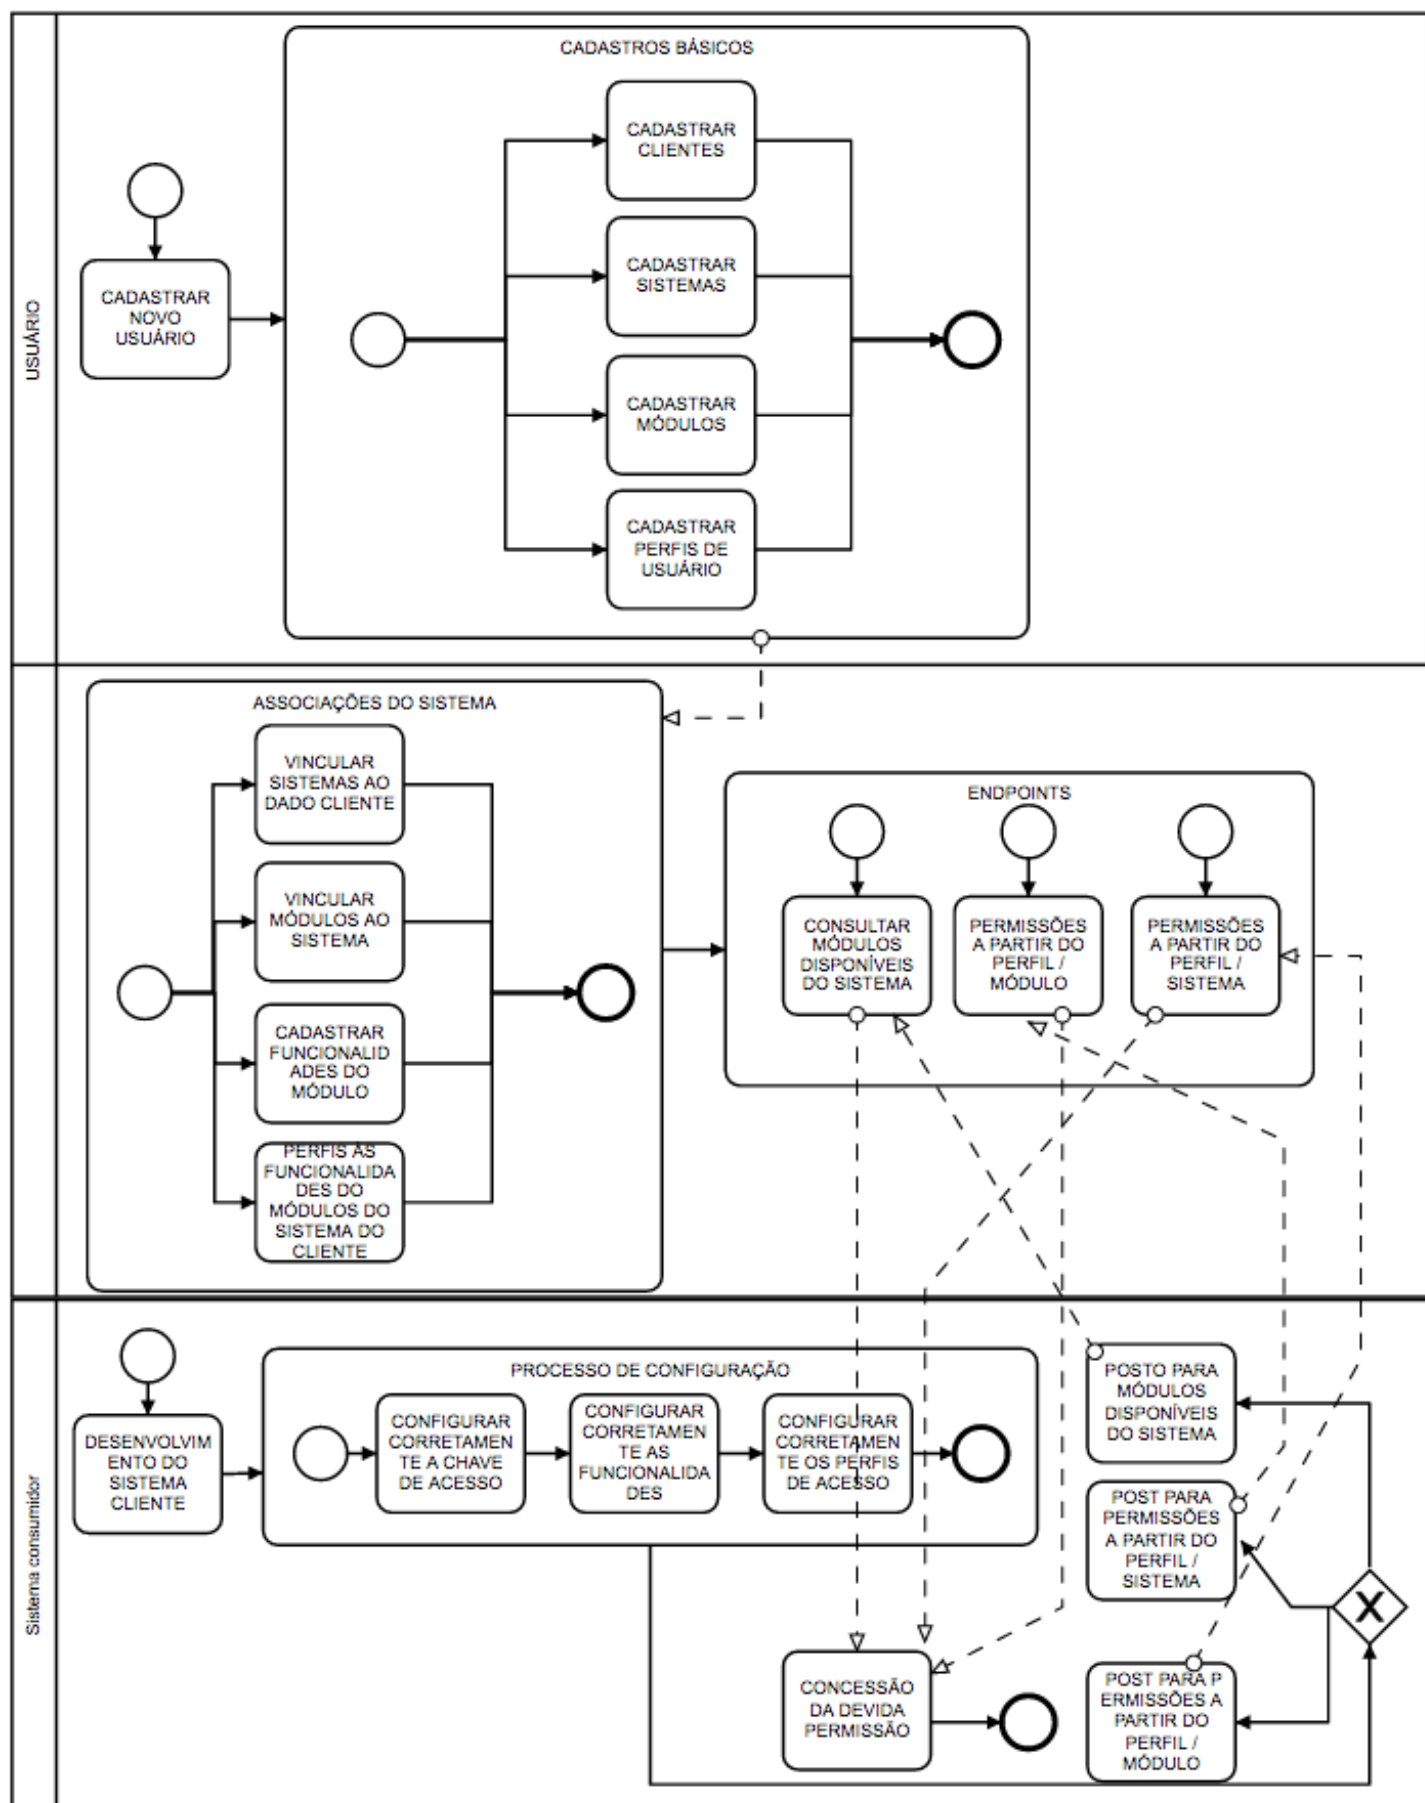 USUÁRIO
CADASTROS BÁSICOS
CADASTRAR
CLIENTES
CADASTRAR
SISTEMAS
CADASTRAR
NOVO
USUÁRIO
CADASTRAR
MÓDULOS
CADASTRAR
PERFIS DE
USUÁRIO
ASSOCIAÇÕES DO SISTEMA
VINCULAR
SISTEMAS AO
DADO CLIENTE
VINCULAR
MÓDULOS AO
SISTEMA
CADASTRAR
FUNCIONALID
ADES DO
MÓDULO
PERFIS ÀS
FUNCIONALIDA
DES DO
MÓDULOS DO
SISTEMA DO
CLIENTE
ENDPOINTS
CONSULTAR
MÓDULOS
DISPONÍVEIS
DO SISTEMA
PERMISSÕES
A PARTIR DO
PERFIL /
MÓDULO
PERMISSÕES
A PARTIR DO
PERFIL /
SISTEMA
Sistema consumidor
DESENVOLVIM
ENTO DO
SISTEMA
CLIENTE
PROCESSO DE CONFIGURAÇÃO
CONFIGURAR
CORRETAMEN
TE A CHAVE
DE ACESSO
CONFIGURAR
CORRETAMEN
TE AS
FUNCIONALIDA
DES
CONFIGURAR
CORRETAMEN
TE OS PERFIS
DE ACESSO
POSTO PARA
MÓDULOS
DISPONÍVEIS
DO SISTEMA
POST PARA
PERMISSÕES
A PARTIR DO
PERFIL /
SISTEMA
X
CONCESSÃO
DA DEVIDA
PERMISSÃO
POST PARA P
ERMISSÕES A
PARTIR DO
PERFIL /
MÓDULO